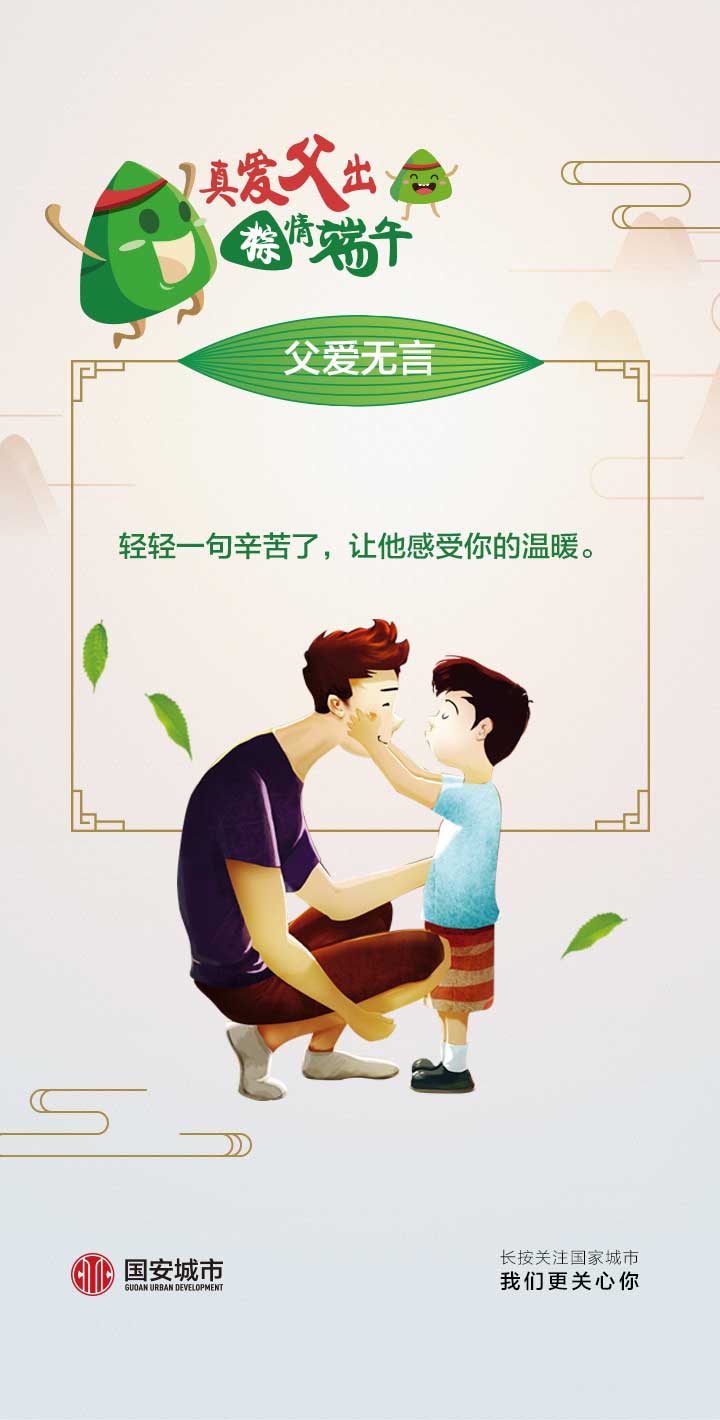 真爱父出
粽情端午
父爱无言
轻轻一句辛苦了，让他感受你的温暖。
国安城市
GUOAN URBAN DEVELOPMENT
长按关注国家城市
我们更关心你